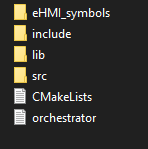 eHMI_symbols
include
lib
src
CMakeLists
orchestrator